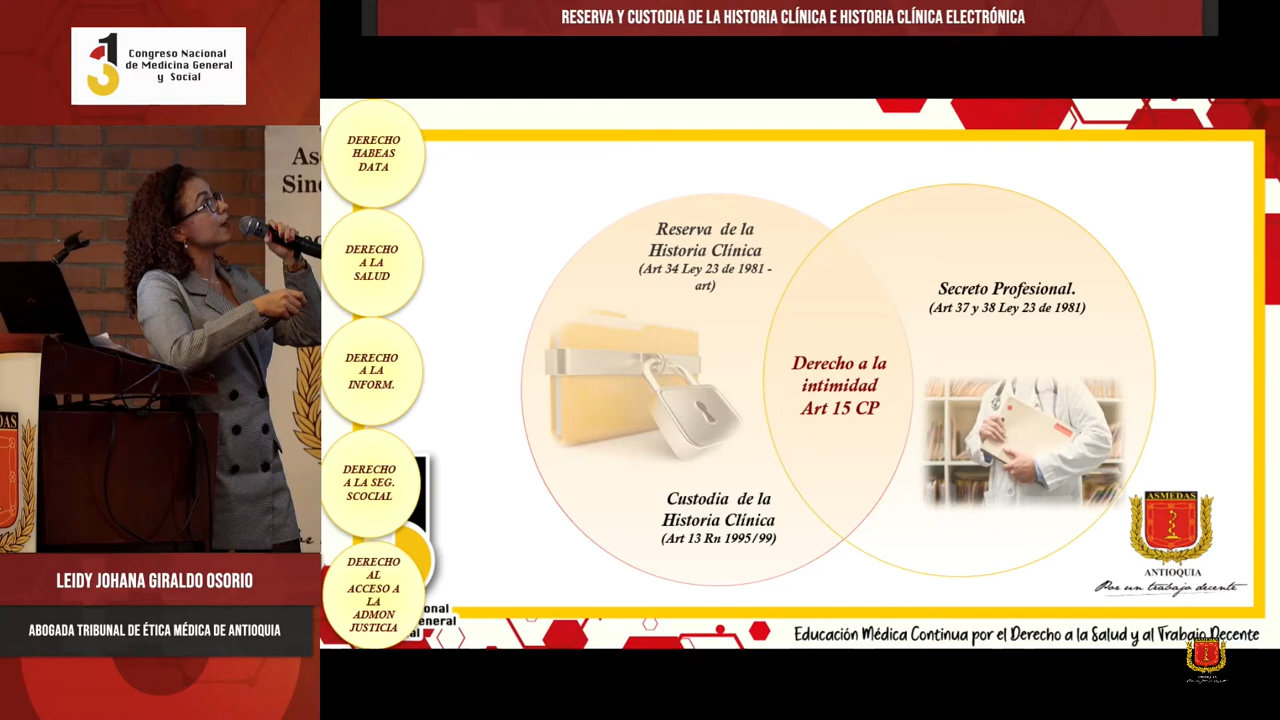 RESERVA Y CUSTODIA DE LA HISTORIA CLÍNICA E HISTORIA CLÍNICA ELECTRÓNICA
Congreso Nacional
de Medicina General
y Social
As
Sin
LEIDY JOHANA GIRALDO OSORIO
ABOGADA TRIBUNAL DE ÉTICA MÉDICA DE ANTIOQUIA
DERECHO
HABEAS
DATA
DERECHO
A LA
SALUD
DERECHO
A LA
INFORM.
DERECHO
A LA SEG.
SCOCIAL
DERECHO
AL
ACCESO A
LA
ADMON
JUSTICIA
Reserva de la
Historia Clínica
(Art 34 Ley 23 de 1981 -
art)
Custodia de la
Historia Clínica
(Art 13 Rn 1995/99)
Derecho a la
intimidad
Art 15 CP
Secreto Profesional.
(Art 37 y 38 Ley 23 de 1981)
ASMEDAS
ANTIOQUIA
Por un trabajo decente
onal
eneral
al
Educación Médica Continua por el Derecho a la Salud y al Trabajo Decente